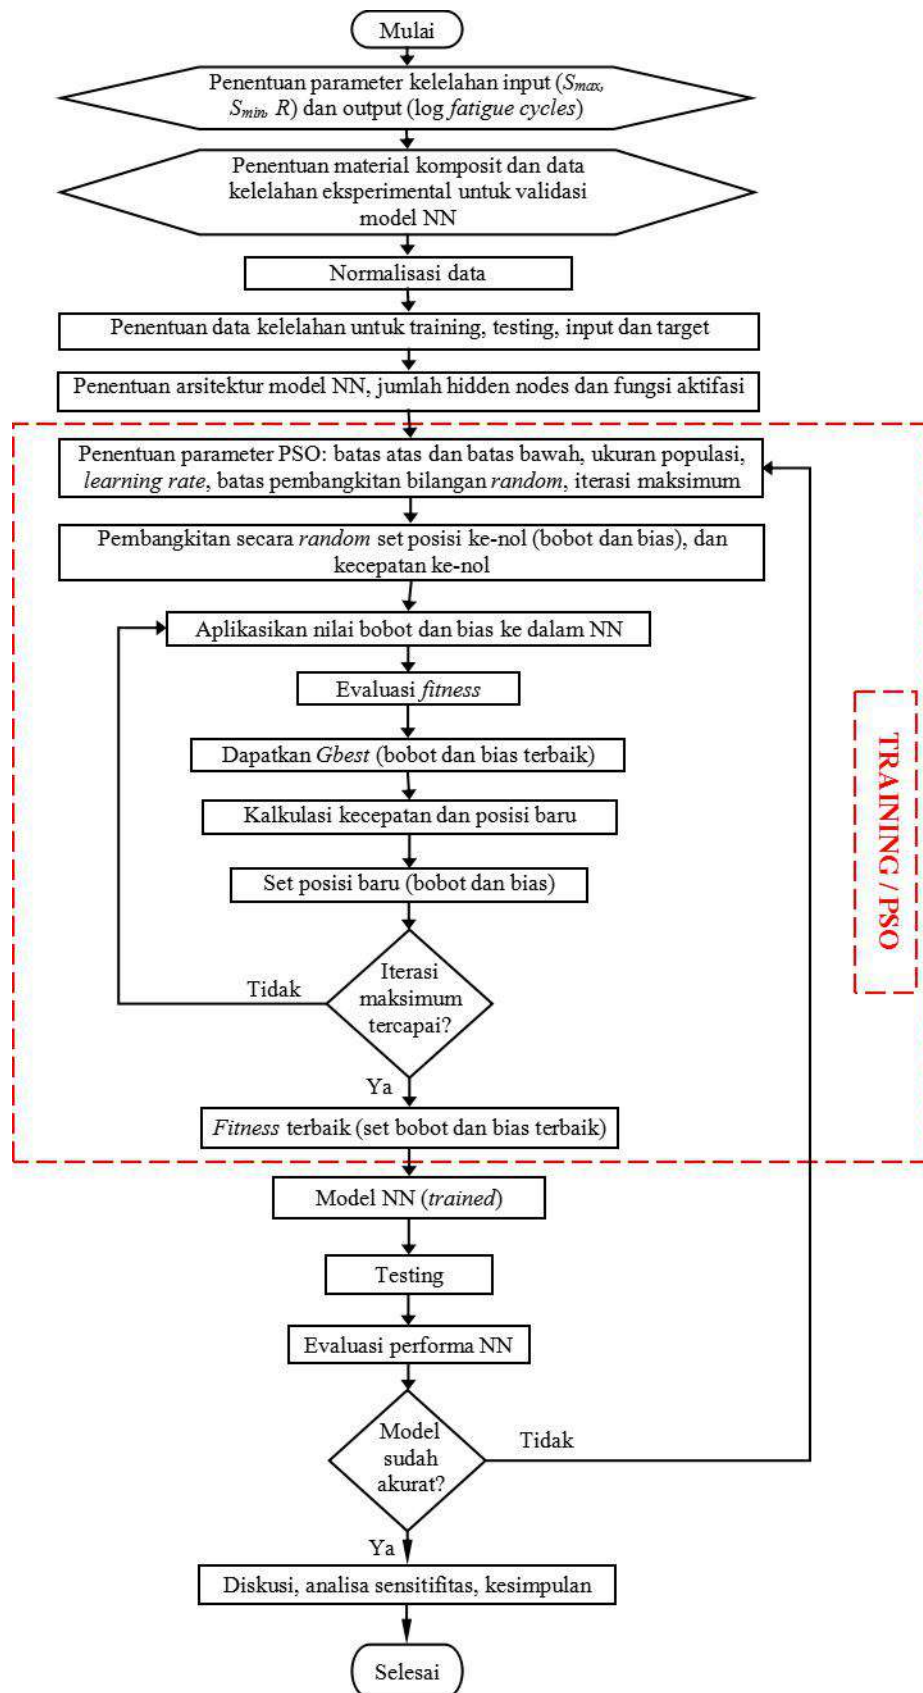 Mulai
Penentuan parameter kelelahan input (Smax,
Smin, R) dan output (log fatigue cycles)
Penentuan material komposit dan data
kelelahan eksperimental untuk validasi
model NN
Normalisasi data
Penentuan data kelelahan untuk training, testing, input dan target
Penentuan arsitektur model NN, jumlah hidden nodes dan fungsi aktifasi
Penentuan parameter PSO: batas atas dan batas bawah, ukuran populasi,
learning rate, batas pembangkitan bilangan random, iterasi maksimum
Pembangkitan secara random set posisi ke-nol (bobot dan bias), dan
kecepatan ke-nol
Aplikasikan nilai bobot dan bias ke dalam NN
Evaluasi fitness
Dapatkan Gbest (bobot dan bias terbaik)
Kalkulasi kecepatan dan posisi baru
Set posisi baru (bobot dan bias)
Iterasi
maksimum
tercapai?
Tidak
Ya
Fitness terbaik (set bobot dan bias terbaik)
TRAINING / PSO
Model NN (trained)
Testing
Evaluasi performa NN
Model
sudah
akurat?
Tidak
Ya
Diskusi, analisa sensitifitas, kesimpulan
Selesai